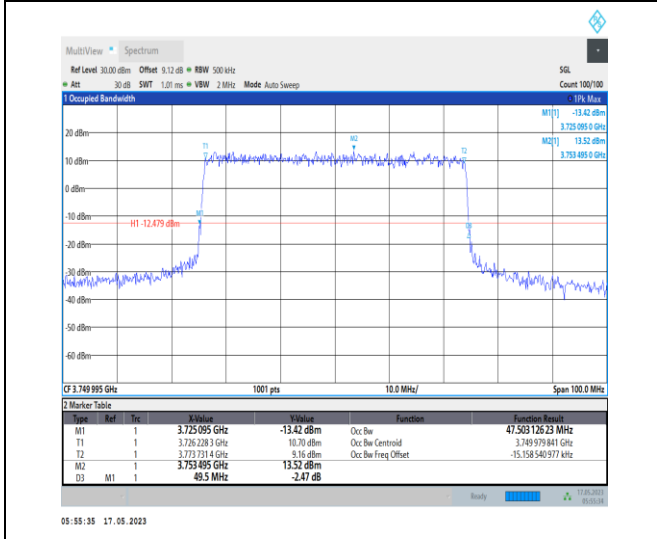 MultiView Spectrum
Ref Level 30.00 dBm Offset 9.12 dB RBW 500 kHz SGL
Att 30 dB SWT 1.01 ms VBW 2 MHz Mode Auto Sweep Count 100/100
1 Occupied Bandwidth 1Pk Max
M1[1] -13.42 dBm
3.725 095 0 GHz
M2[1] 13.52 dBm
3.753 495 0 GHz
20 dBm
T1 M2 T2
10 dBm
0 dBm
-10 dBm
M1
H1 -12.479 dBm
D3
-20 dBm
-30 dBm
-40 dBm
-50 dBm
-60 dBm
CF 3.749 995 GHz 1001 pts 10.0 MHz/ Span 100.0 MHz
2 Marker Table
Type Ref Trc X-Value Y-Value Function Function Result
M1 1 3.725 095 GHz -13.42 dBm Occ Bw 47.503 126 23 MHz
T1 1 3.726 228 3 GHz 10.70 dBm Occ Bw Centroid 3.749 979 841 GHz
T2 1 3.773 731 4 GHz 9.16 dBm Occ Bw Freq Offset -15.158 540 977 kHz
M2 1 3.753 495 GHz 13.52 dBm
D3 M1 1 49.5 MHz -2.47 dB
Ready 17.05.2023
05:55:34
05:55:35 17.05.2023